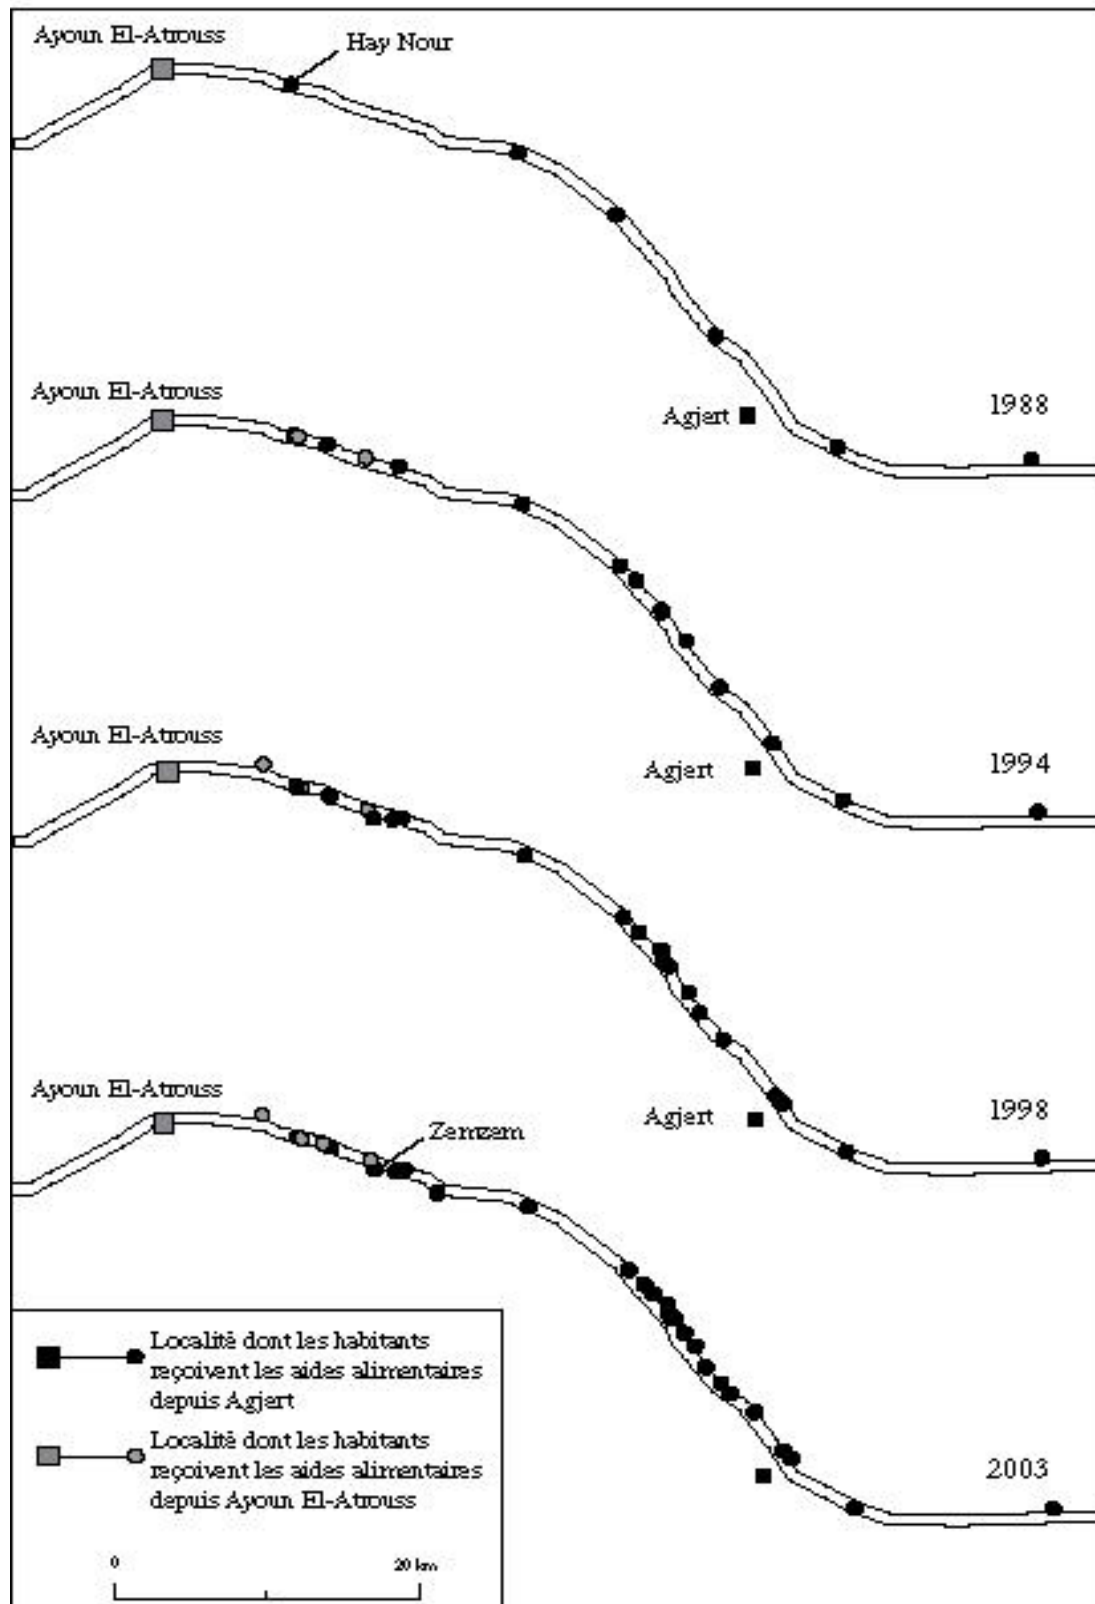 Ayoun El-Atrouss
Hay Nour
Agjert
1988
Ayoun El-Atrouss
Agjert
1994
Ayoun El-Atrouss
Agjert
1998
Ayoun El-Atrouss
Zemzem
2003
Localité dont les habitants
reçoivent les aides alimentaires
depuis Agjert
Localité dont les habitants
reçoivent les aides alimentaires
depuis Ayoun El-Atrouss
0 20 km